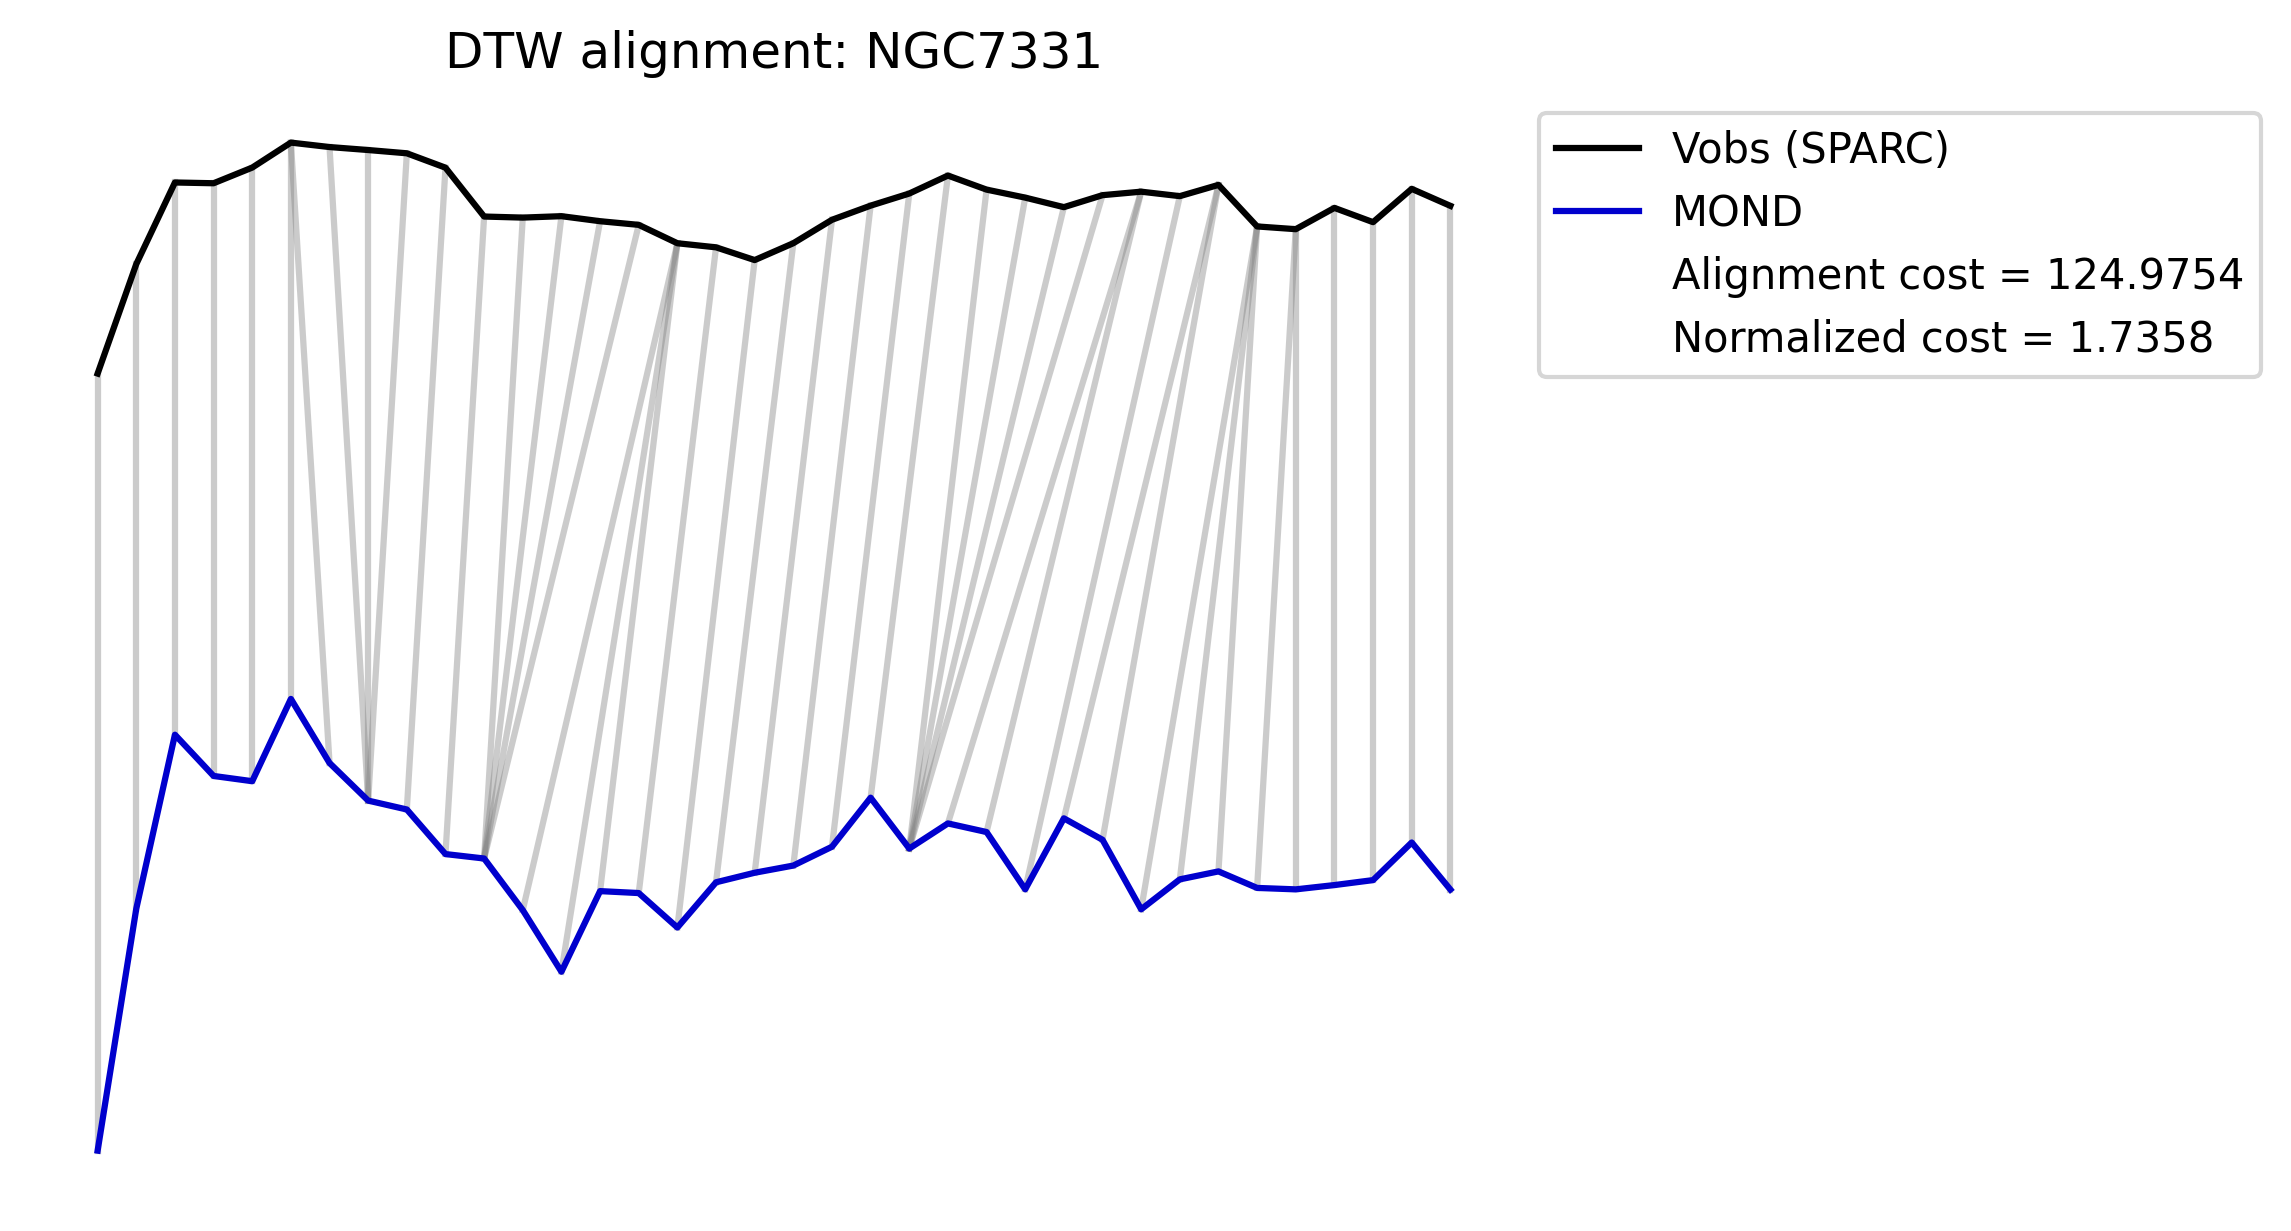 DTW alignment: NGC7331
Vobs (SPARC)
MOND
Alignment cost = 124.9754
Normalized cost = 1.7358